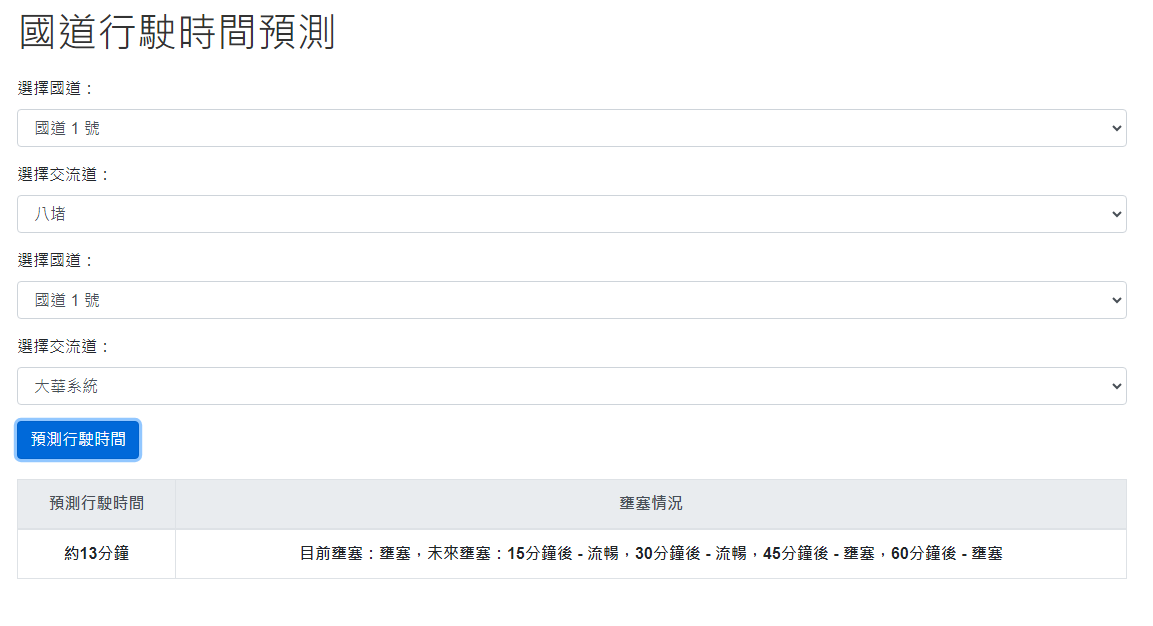 國道行駛時間預測
選擇國道：
國道 1 號
選擇交流道：
八堵
選擇國道：
國道 1 號
選擇交流道：
大華系統
預測行駛時間
預測行駛時間 壅塞情況
約13分鐘 目前壅塞：壅塞，未來壅塞：15分鐘後 - 流暢，30分鐘後 - 流暢，45分鐘後 - 壅塞，60分鐘後 - 壅塞